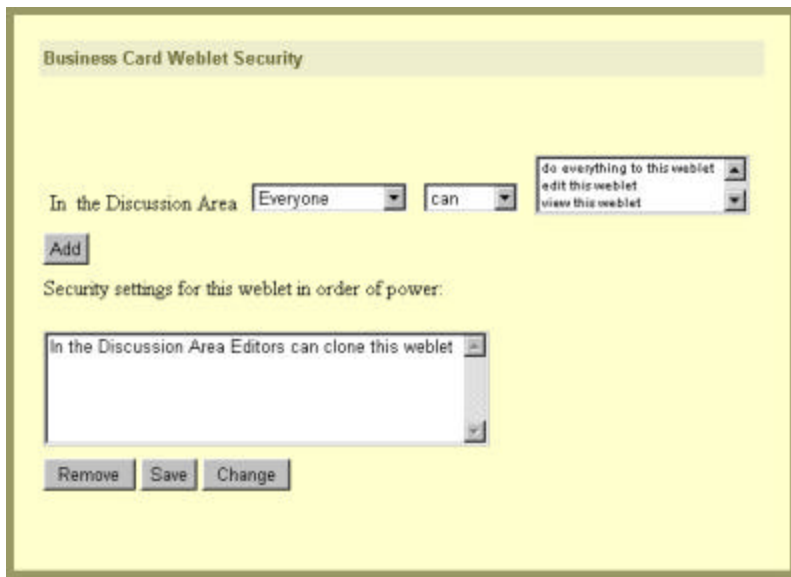 Business Card Weblet Security
do everything to this weblet
edit this weblet
view this weblet
In the Discussion Area Everyone can
Add
Security settings for this weblet in order of power:
In the Discussion Area Editors can clone this weblet
Remove Save Change